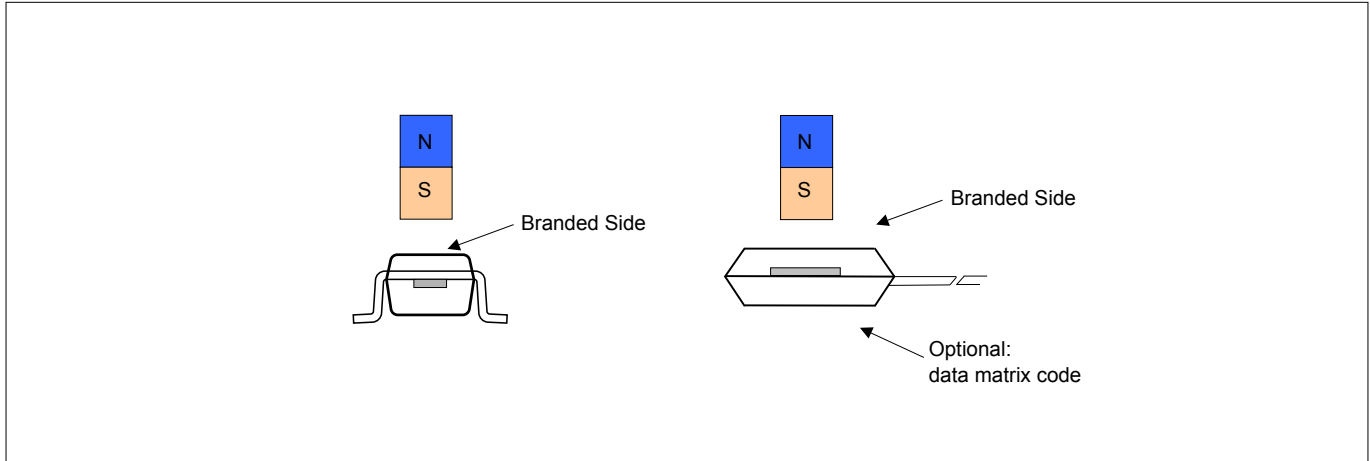 N
S
Branded Side
N
S
Branded Side
Optional:
data matrix code